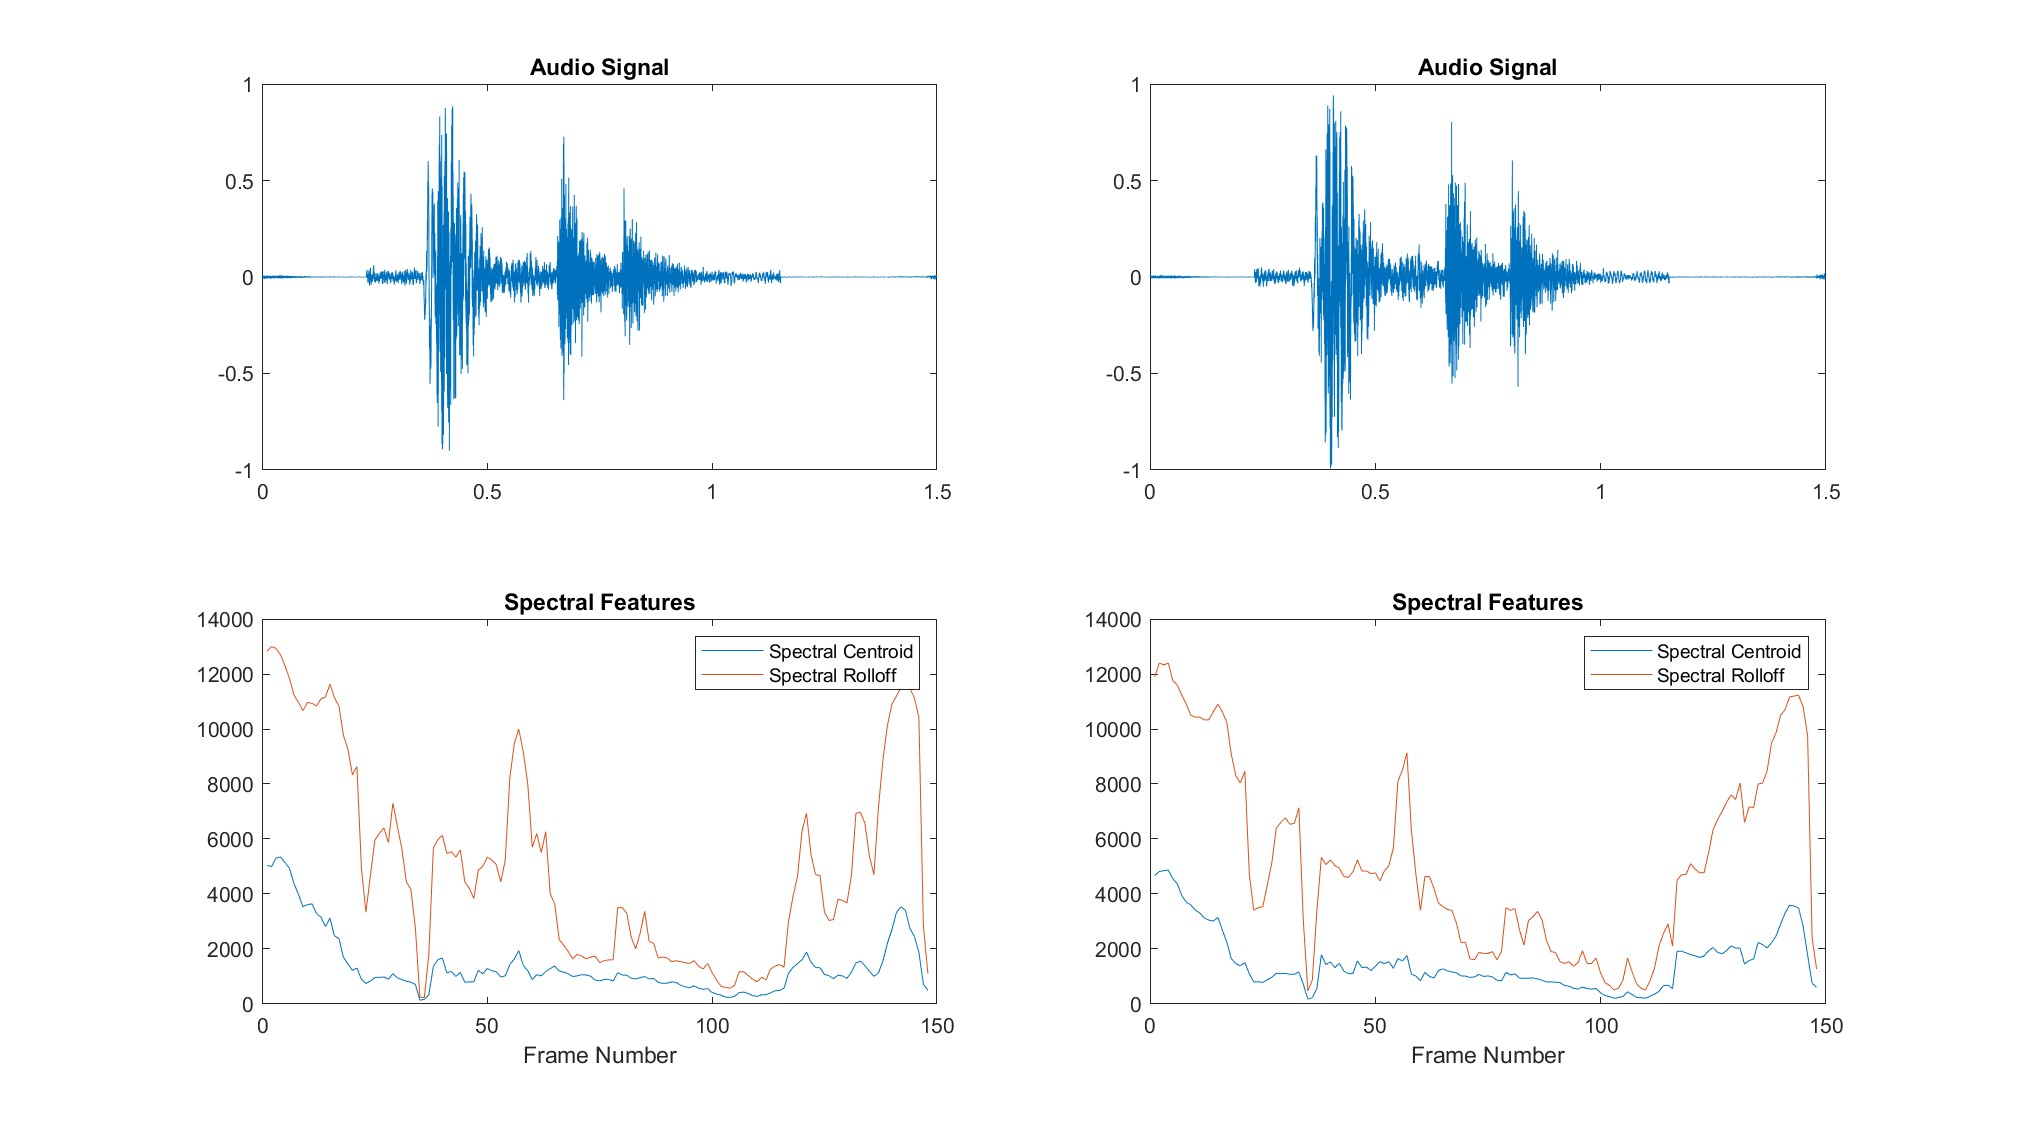 Audio Signal
1
0.5
0
-0.5
-1
0 0.5 1 1.5
Audio Signal
1
0.5
0
-0.5
-1
0 0.5 1 1.5
Spectral Features
14000
12000
10000
8000
6000
4000
2000
0
Spectral Centroid
Spectral Rolloff
0 50 100 150
Frame Number
Spectral Features
14000
12000
10000
8000
6000
4000
2000
0
Spectral Centroid
Spectral Rolloff
0 50 100 150
Frame Number